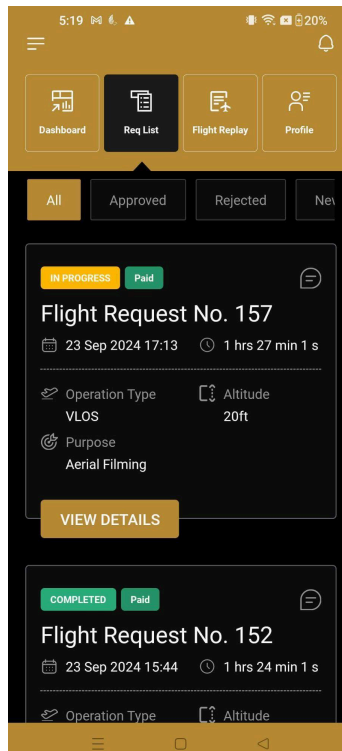 5:19 20%
Dashboard Req List Flight Replay Profile
All Approved Rejected Nev
IN PROGRESS Paid
Flight Request No. 157
23 Sep 2024 17:13 1 hrs 27 min 1 s
Operation Type Altitude
VLOS 20ft
Purpose
Aerial Filming
VIEW DETAILS
COMPLETED Paid
Flight Request No. 152
23 Sep 2024 15:44 1 hrs 24 min 1 s
Operation Type Altitude